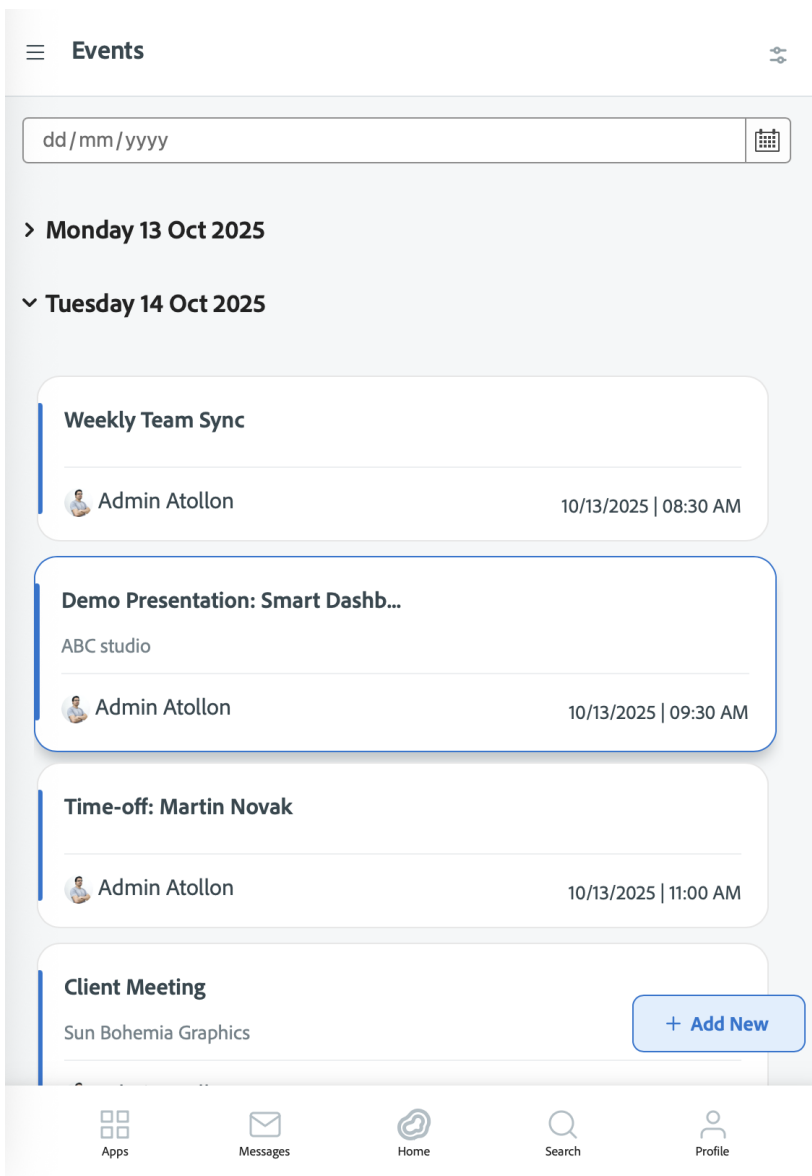 Events
dd/mm/yyyy
Monday 13 Oct 2025
Tuesday 14 Oct 2025
Weekly Team Sync
Admin Atollon
10/13/2025 | 08:30 AM
Demo Presentation: Smart Dashb...
ABC studio
Admin Atollon
10/13/2025 | 09:30 AM
Time-off: Martin Novak
Admin Atollon
10/13/2025 | 11:00 AM
Client Meeting
Sun Bohemia Graphics
+ Add New
Apps
Messages
Home
Search
Profile